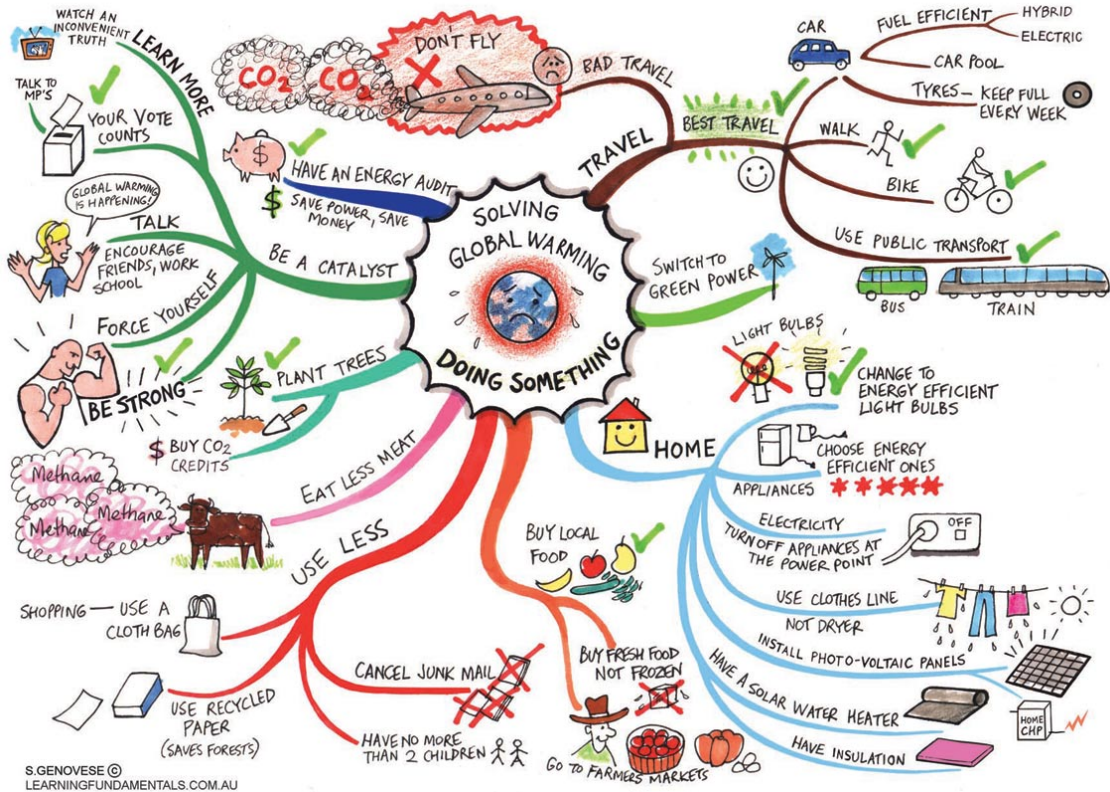 SOLVING
GLOBAL WARMING
DOING SOMETHING
WATCH AN
INCONVENIENT
TRUTH
LEARN MORE
TALK TO
MP'S
YOUR VOTE
COUNTS
GLOBAL WARMING
IS HAPPENING!
TALK
ENCOURAGE
FRIENDS, WORK
SCHOOL
BE A CATALYST
FORCE YOURSELF
BE STRONG
$
HAVE AN ENERGY AUDIT
$ SAVE POWER, SAVE
MONEY
CO2
CO2
DON'T FLY
BAD TRAVEL
TRAVEL
BEST TRAVEL
CAR
FUEL EFFICIENT
HYBRID
ELECTRIC
CAR POOL
TYRES – KEEP FULL
EVERY WEEK
WALK
BIKE
USE PUBLIC TRANSPORT
BUS
TRAIN
SWITCH TO
GREEN POWER
LIGHT BULBS
CHANGE TO
ENERGY EFFICIENT
LIGHT BULBS
HOME
CHOOSE ENERGY
EFFICIENT ONES
APPLIANCES
ELECTRICITY
TURN OFF APPLIANCES AT
THE POWER POINT
OFF
USE CLOTHES LINE
NOT DRYER
INSTALL PHOTO-VOLTAIC PANELS
HOME
CHP
HAVE A SOLAR
WATER HEATER
HAVE INSULATION
BUY LOCAL
FOOD
BUY FRESH FOOD
NOT FROZEN
GO TO FARMERS MARKETS
PLANT TREES
$ BUY CO2
CREDITS
EAT LESS MEAT
Methane
Methane
Methane
USE LESS
SHOPPING — USE A
CLOTH BAG
USE RECYCLED
PAPER
(SAVES FORESTS)
CANCEL JUNK MAIL
HAVE NO MORE
THAN 2 CHILDREN
S.GENOVESE ©
LEARNINGFUNDAMENTALS.COM.AU